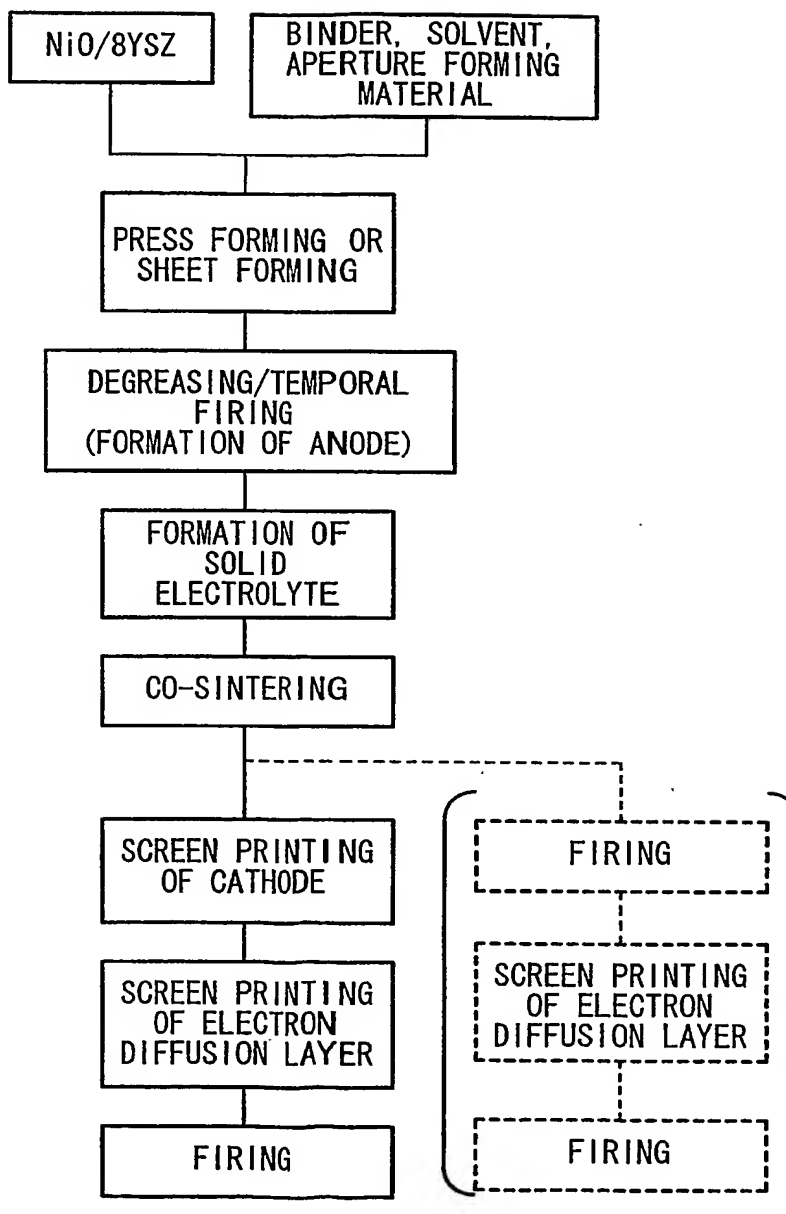 NiO/8YSZ
BINDER, SOLVENT,
APERTURE FORMING
MATERIAL
PRESS FORMING OR
SHEET FORMING
DEGREASING/TEMPORAL
FIRING
(FORMATION OF ANODE)
FORMATION OF
SOLID
ELECTROLYTE
CO-SINTERING
SCREEN PRINTING
OF CATHODE
SCREEN PRINTING
OF ELECTRON
DIFFUSION LAYER
FIRING
FIRING
SCREEN PRINTING
OF ELECTRON
DIFFUSION LAYER
FIRING